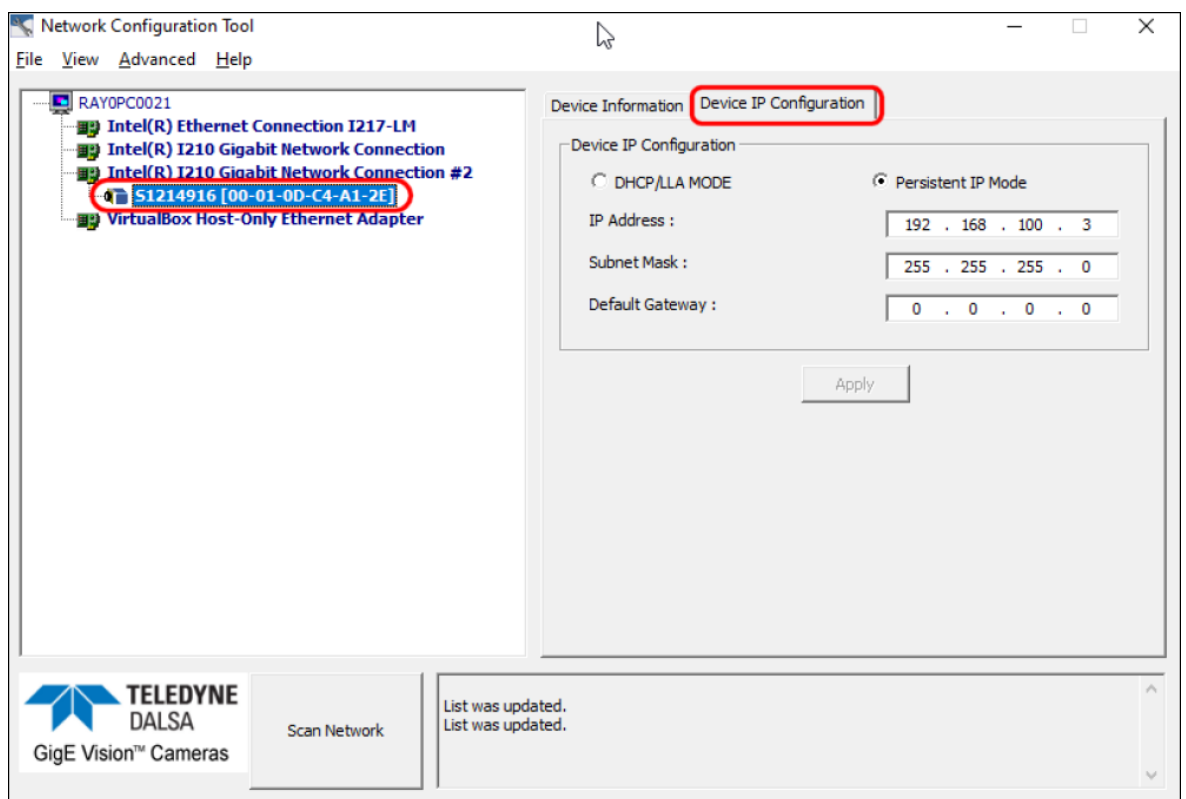 Network Configuration Tool
File View Advanced Help
RAY0PC0021
Intel(R) Ethernet Connection I217-LM
Intel(R) I210 Gigabit Network Connection
Intel(R) I210 Gigabit Network Connection #2
S1214916 [00-01-0D-C4-A1-2E]
VirtualBox Host-Only Ethernet Adapter
Device Information Device IP Configuration
Device IP Configuration
DHCP/LLA MODE Persistent IP Mode
IP Address : 192 . 168 . 100 . 3
Subnet Mask : 255 . 255 . 255 . 0
Default Gateway : 0 . 0 . 0 . 0
Apply
TELEDYNE
DALSA
GigE Vision™ Cameras
Scan Network
List was updated.
List was updated.